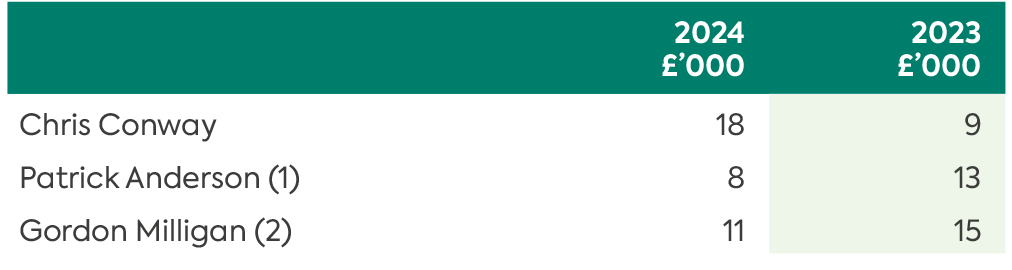 2024 2023
£’000 £’000
Chris Conway 18 9
Patrick Anderson (1) 8 13
Gordon Milligan (2) 11 15